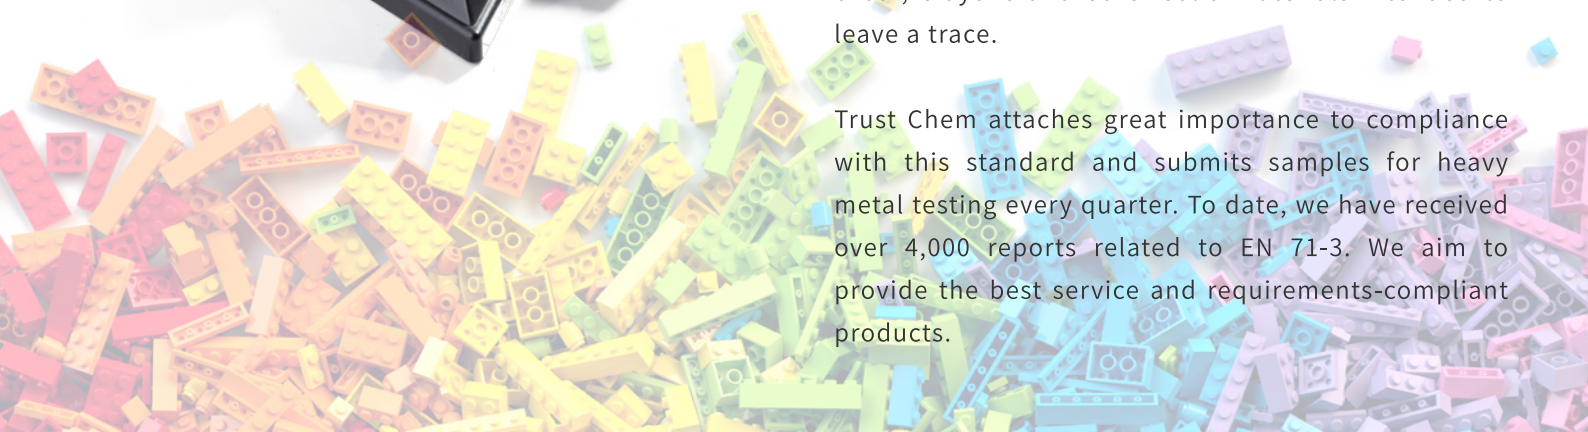 leave a trace.
Trust Chem attaches great importance to compliance
with this standard and submits samples for heavy
metal testing every quarter. To date, we have received
over 4,000 reports related to EN 71-3. We aim to
provide the best service and requirements-compliant
products.